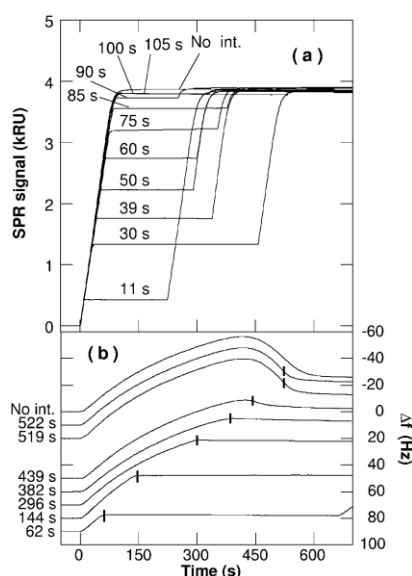 100 s 105 s No int.
( a )
90 s
85 s
75 s
60 s
50 s
39 s
30 s
11 s
5
4
3
2
1
0
SPR signal (kRU)
( b )
-60
-40
-20
0
20
40
60
80
100
Δf (Hz)
No int.
522 s
519 s
439 s
382 s
296 s
144 s
62 s
0 150 300 450 600
Time (s)